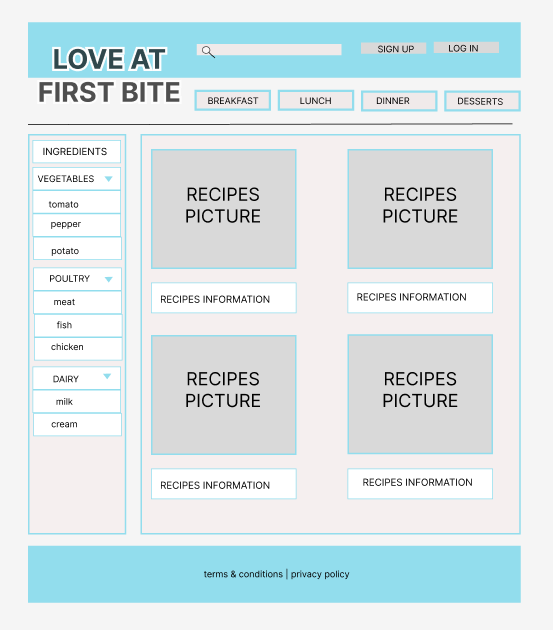 LOVE AT
FIRST BITE
SIGN UP
LOG IN
BREAKFAST
LUNCH
DINNER
DESSERTS
INGREDIENTS
VEGETABLES
tomato
pepper
potato
POULTRY
meat
fish
chicken
DAIRY
milk
cream
RECIPES
PICTURE
RECIPES
PICTURE
RECIPES INFORMATION
RECIPES INFORMATION
RECIPES
PICTURE
RECIPES
PICTURE
RECIPES INFORMATION
RECIPES INFORMATION
terms & conditions | privacy policy